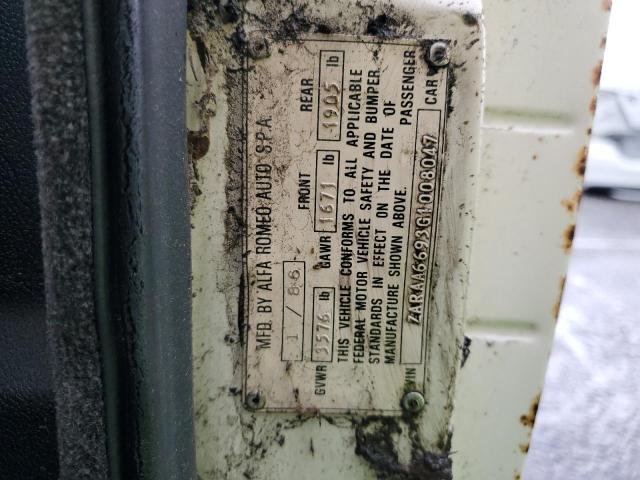 MFD. BY ALFA ROMEO AUTO S.P.A.
1/86 FRONT REAR
GVWR 3576 lb GAWR 1671 lb 1905 lb
THIS VEHICLE CONFORMS TO ALL APPLICABLE
FEDERAL MOTOR VEHICLE SAFETY AND BUMPER
STANDARDS IN EFFECT ON THE DATE OF
MANUFACTURE SHOWN ABOVE. PASSENGER
VIN ZARAA6693G1008047 CAR